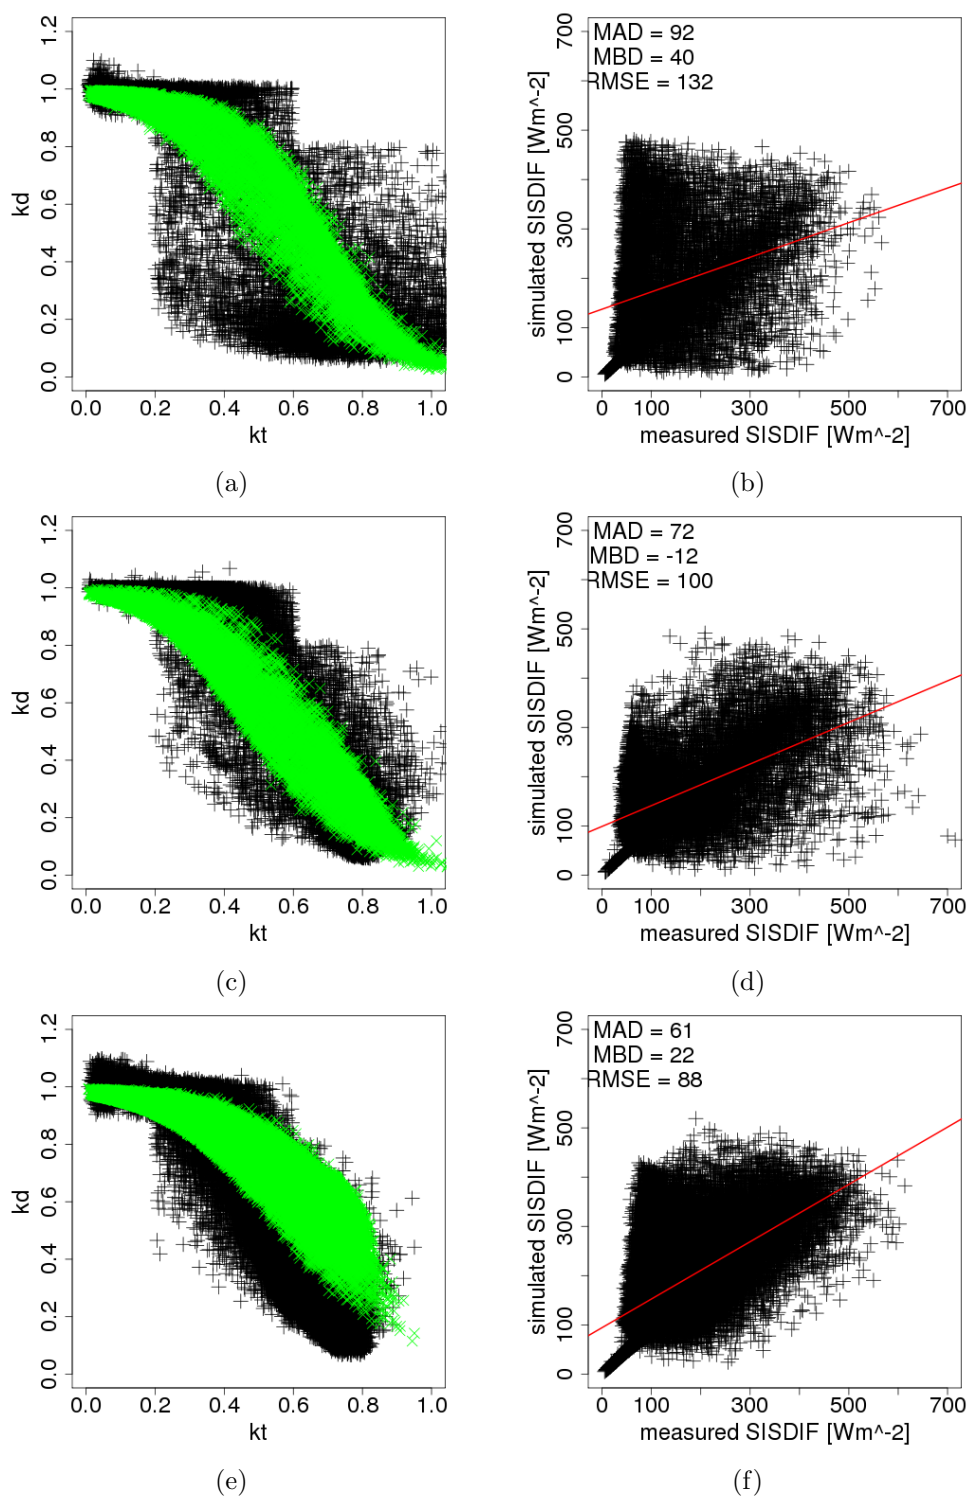 kd
0.0 0.2 0.4 0.6 0.8 1.0 1.2
0.0 0.2 0.4 0.6 0.8 1.0
kt
(a)
MAD = 92
MBD = 40
RMSE = 132
simulated SISDIF [Wm^-2]
0 100 300 500 700
0 100 300 500 700
measured SISDIF [Wm^-2]
(b)
kd
0.0 0.2 0.4 0.6 0.8 1.0 1.2
0.0 0.2 0.4 0.6 0.8 1.0
kt
(c)
MAD = 72
MBD = -12
RMSE = 100
simulated SISDIF [Wm^-2]
0 100 300 500 700
0 100 300 500 700
measured SISDIF [Wm^-2]
(d)
kd
0.0 0.2 0.4 0.6 0.8 1.0 1.2
0.0 0.2 0.4 0.6 0.8 1.0
kt
(e)
MAD = 61
MBD = 22
RMSE = 88
simulated SISDIF [Wm^-2]
0 100 300 500 700
0 100 300 500 700
measured SISDIF [Wm^-2]
(f)